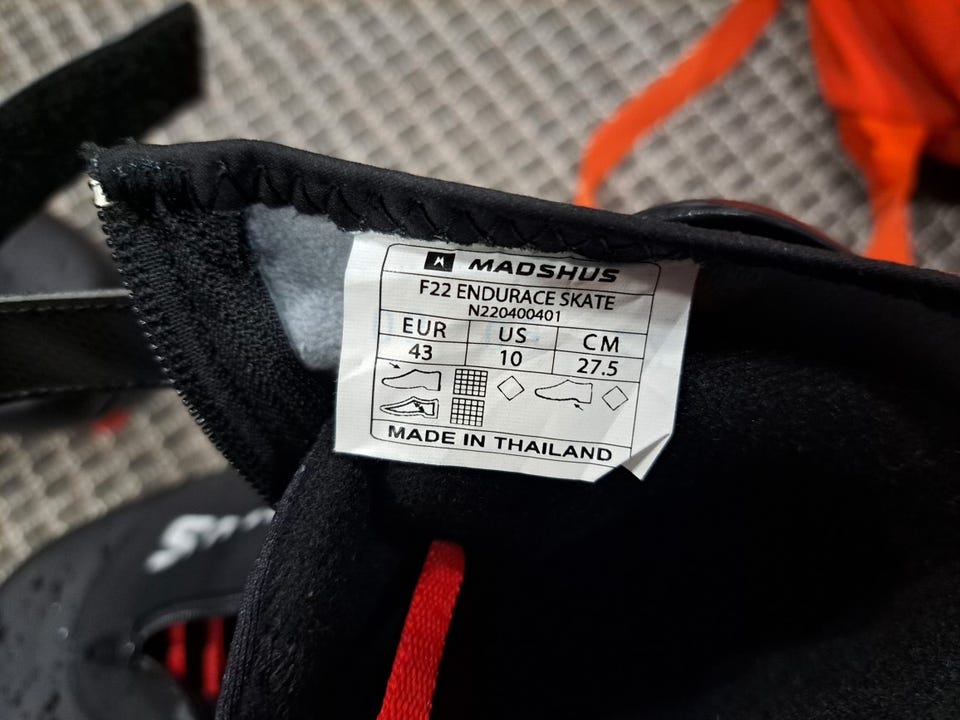 MADSHUS
F22 ENDURACE SKATE
N220400401
EUR US CM
43 10 27.5
MADE IN THAILAND